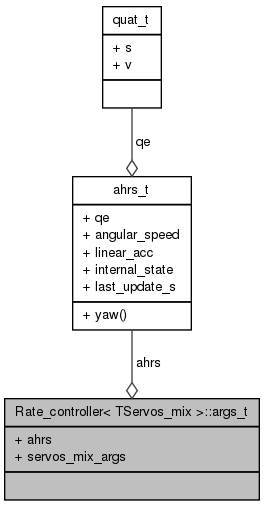 quat_t
+ s
+ v
qe
ahrs_t
+ qe
+ angular_speed
+ linear_acc
+ internal_state
+ last_update_s
+ yaw()
ahrs
Rate_controller< TServos_mix >::args_t
+ ahrs
+ servos_mix_args